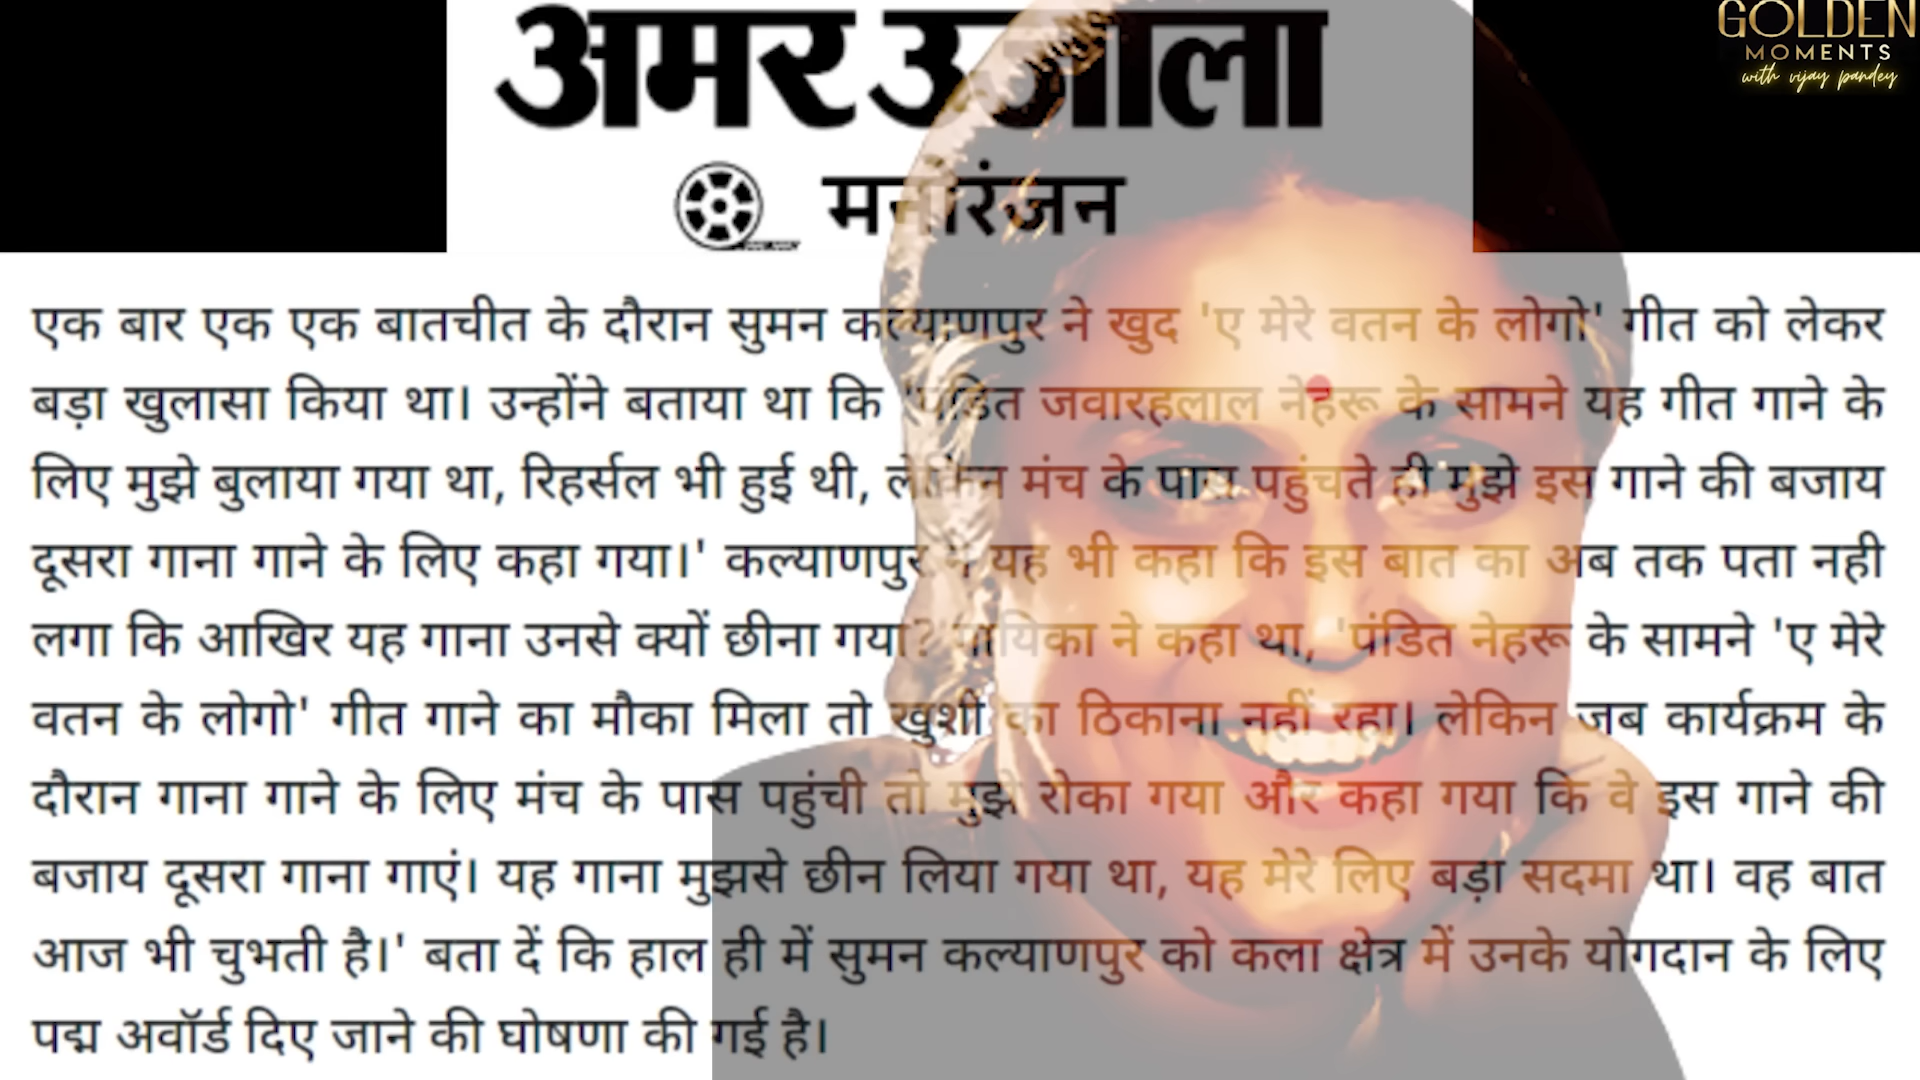 अमर उजाला
GOLDEN
MOMENTS
with vijay pandey
मनोरंजन
एक बार एक एक बातचीत के दौरान सुमन कल्याणपुर ने खुद 'ए मेरे वतन के लोगो' गीत को लेकर
बड़ा खुलासा किया था। उन्होंने बताया था कि 'पंडित जवारहलाल नेहरू के सामने यह गीत गाने के
लिए मुझे बुलाया गया था, रिहर्सल भी हुई थी, लेकिन मंच के पास पहुंचते ही मुझे इस गाने की बजाय
दूसरा गाना गाने के लिए कहा गया।' कल्याणपुर ने यह भी कहा कि इस बात का अब तक पता नही
लगा कि आखिर यह गाना उनसे क्यों छीना गया? गायिका ने कहा था, 'पंडित नेहरू के सामने 'ए मेरे
वतन के लोगो' गीत गाने का मौका मिला तो खुशी का ठिकाना नहीं रहा। लेकिन जब कार्यक्रम के
दौरान गाना गाने के लिए मंच के पास पहुंची तो मुझे रोका गया और कहा गया कि वे इस गाने की
बजाय दूसरा गाना गाएं। यह गाना मुझसे छीन लिया गया था, यह मेरे लिए बड़ा सदमा था। वह बात
आज भी चुभती है।' बता दें कि हाल ही में सुमन कल्याणपुर को कला क्षेत्र में उनके योगदान के लिए
पद्म अवॉर्ड दिए जाने की घोषणा की गई है।